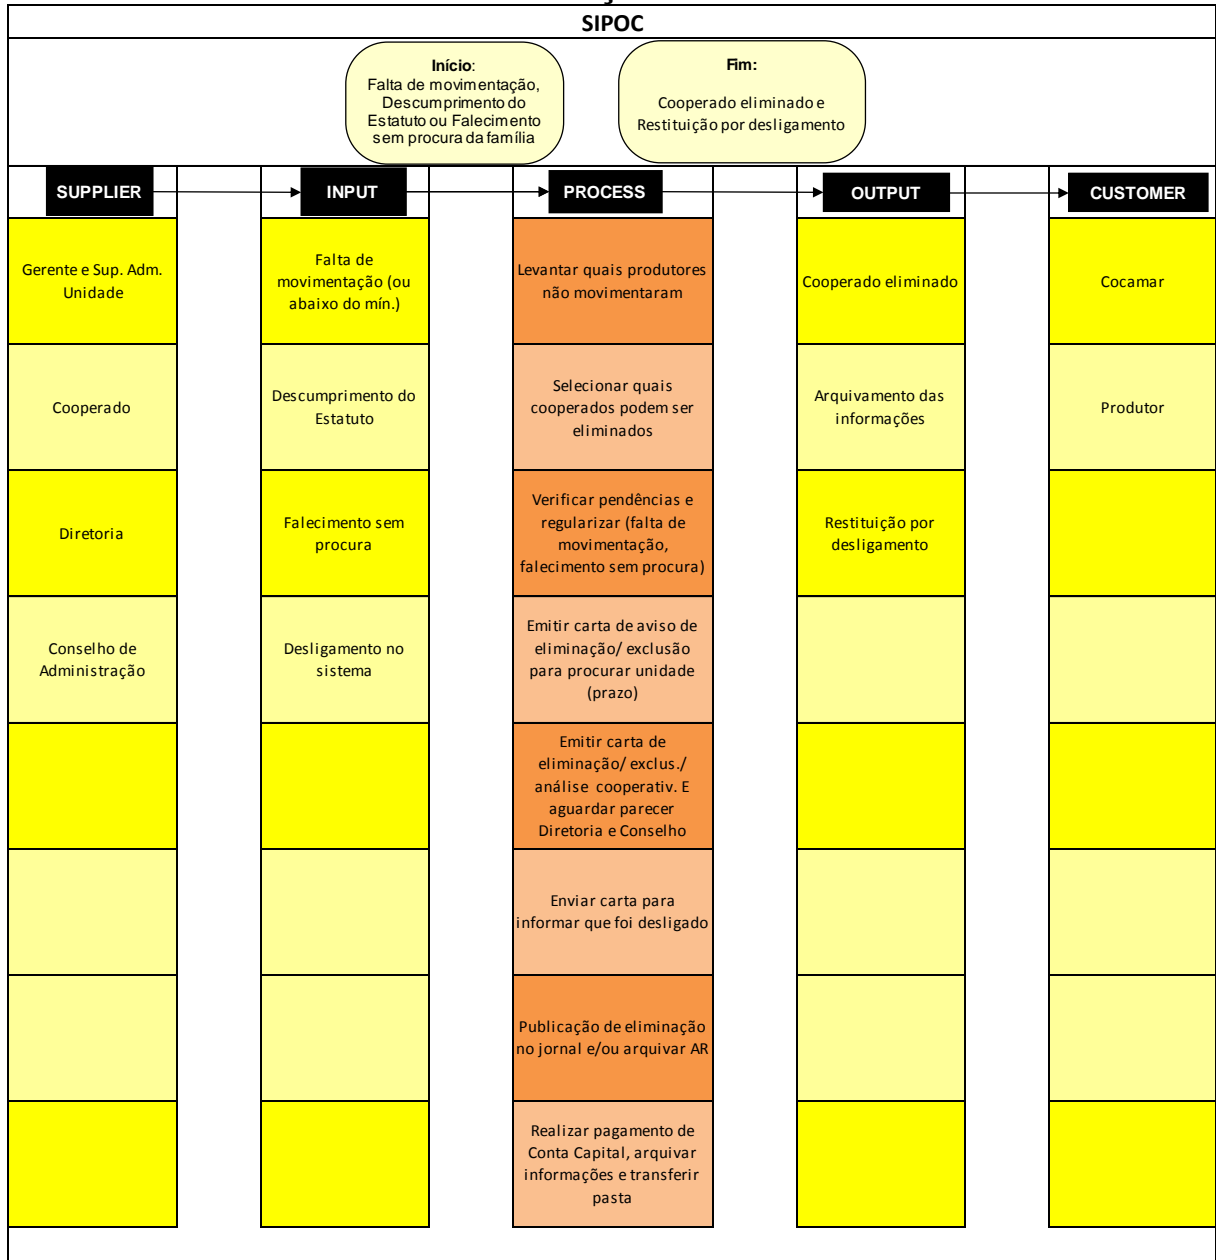 SIPOC
Início:
Falta de movimentação,
Descumprimento do
Estatuto ou Falecimento
sem procura da família
Fim:
Cooperado eliminado e
Restituição por desligamento
SUPPLIER
INPUT
PROCESS
OUTPUT
CUSTOMER
Gerente e Sup. Adm.
Unidade
Falta de
movimentação (ou
abaixo do mín.)
Levantar quais produtores
não movimentaram
Cooperado eliminado
Cocamar
Cooperado
Descumprimento do
Estatuto
Selecionar quais
cooperados podem ser
eliminados
Arquivamento das
informações
Produtor
Diretoria
Falecimento sem
procura
Verificar pendências e
regularizar (falta de
movimentação,
falecimento sem procura)
Restituição por
desligamento
Conselho de
Administração
Desligamento no
sistema
Emitir carta de aviso de
eliminação/ exclusão
para procurar unidade
(prazo)
Emitir carta de
eliminação/ exclus./
análise cooperativ. E
aguardar parecer
Diretoria e Conselho
Enviar carta para
informar que foi desligado
Publicação de eliminação
no jornal e/ou arquivar AR
Realizar pagamento de
Conta Capital, arquivar
informações e transferir
pasta